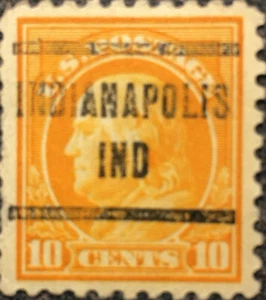 U.S. POSTAGE
INDIANAPOLIS
IND
10 CENTS 10